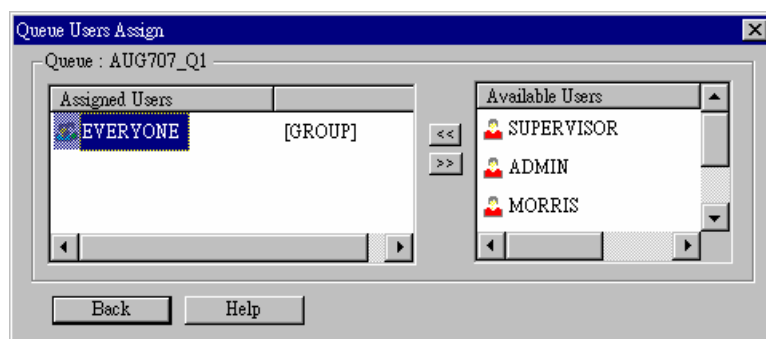 Queue Users Assign
Queue : AUG707_Q1
Assigned Users
EVERYONE [GROUP]
<<
>>
Available Users
SUPERVISOR
ADMIN
MORRIS
Back Help